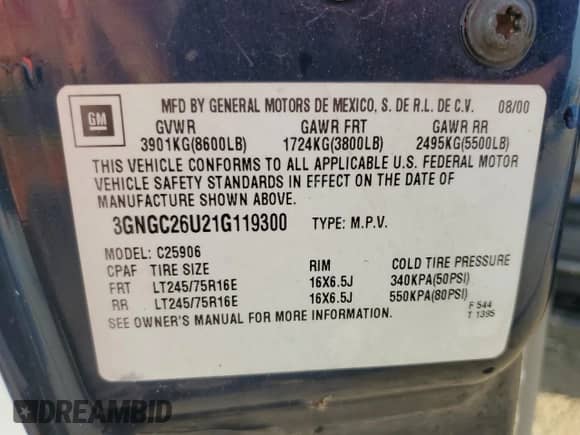 GM
MFD BY GENERAL MOTORS DE MEXICO, S. DE R.L. DE C.V. 08/00
GVWR GAWR FRT GAWR RR
3901KG(8600LB) 1724KG(3800LB) 2495KG(5500LB)
THIS VEHICLE CONFORMS TO ALL APPLICABLE U.S. FEDERAL MOTOR
VEHICLE SAFETY STANDARDS IN EFFECT ON THE DATE OF
MANUFACTURE SHOWN ABOVE.
3GNGC26U21G119300 TYPE: M.P.V.
MODEL: C25906
CPAF TIRE SIZE RIM COLD TIRE PRESSURE
FRT LT245/75R16E 16X6.5J 340KPA(50PSI)
RR LT245/75R16E 16X6.5J 550KPA(80PSI)
SEE OWNER'S MANUAL FOR MORE INFORMATION.
F 544
T 1395
DREAMBID